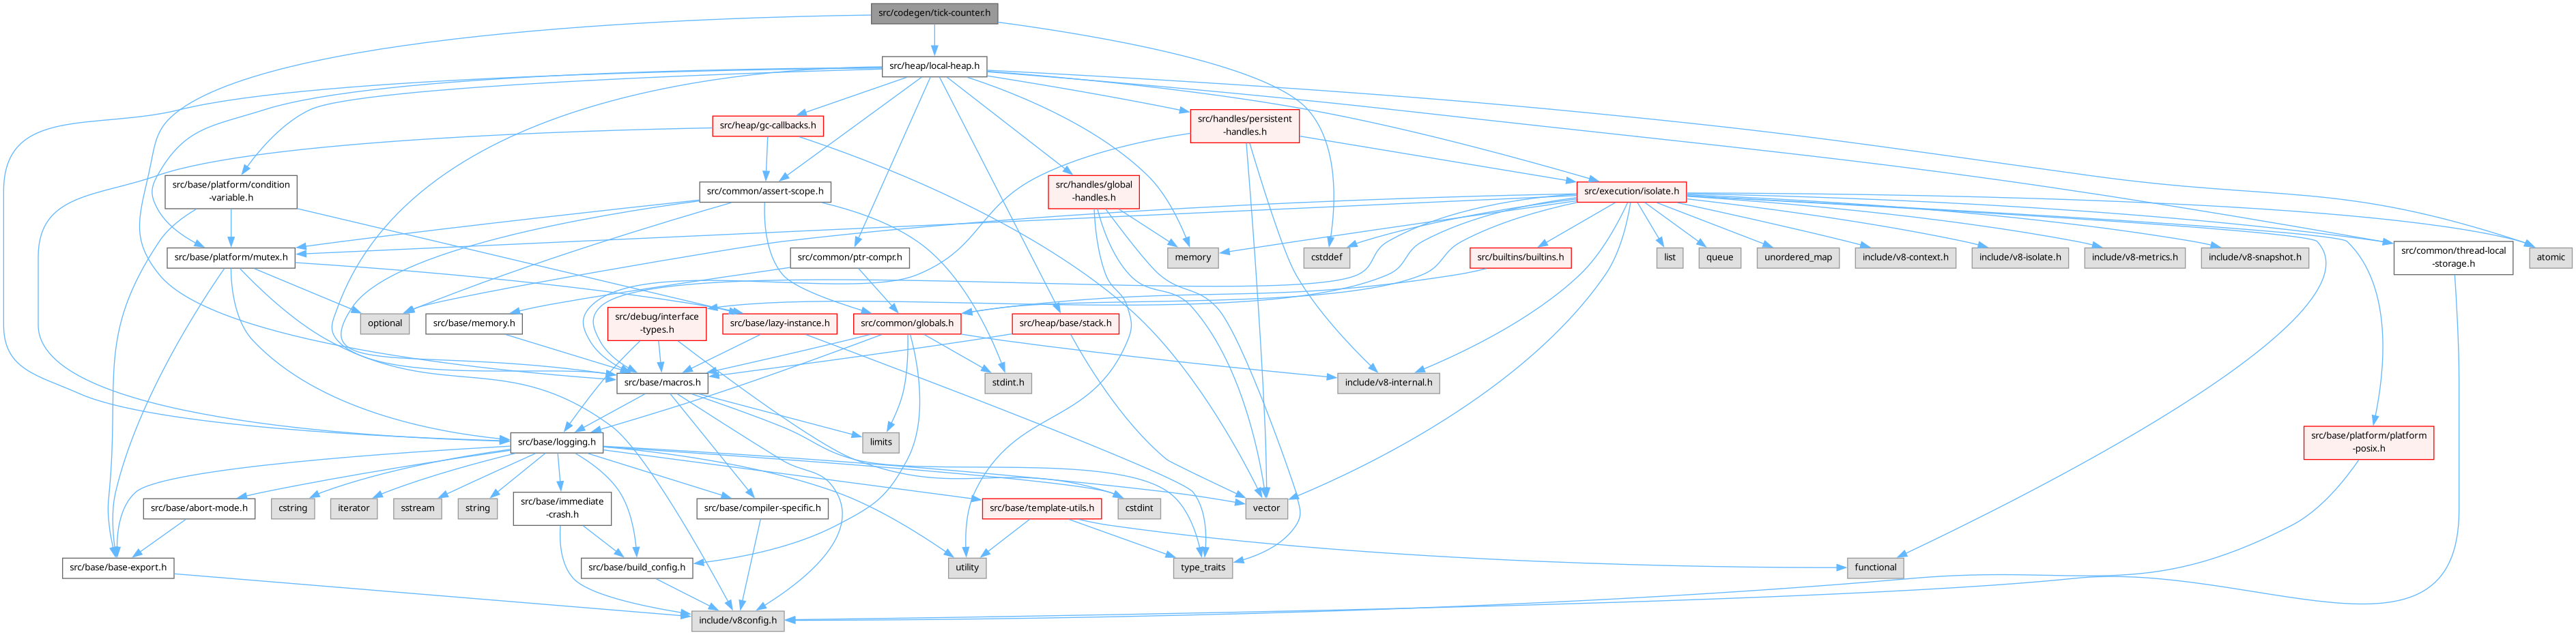 src/codegen/tick-counter.h
src/heap/local-heap.h
src/heap/gc-callbacks.h
src/handles/persistent
-handles.h
src/base/platform/condition
-variable.h
src/common/assert-scope.h
src/handles/global
-handles.h
src/execution/isolate.h
src/base/platform/mutex.h
src/common/ptr-compr.h
memory
cstddef
src/builtins/builtins.h
list
queue
unordered_map
include/v8-context.h
include/v8-isolate.h
include/v8-metrics.h
include/v8-snapshot.h
src/common/thread-local
-storage.h
atomic
optional
src/base/memory.h
src/debug/interface
-types.h
src/base/lazy-instance.h
src/common/globals.h
src/heap/base/stack.h
src/base/macros.h
stdint.h
include/v8-internal.h
src/base/logging.h
limits
src/base/platform/platform
-posix.h
src/base/abort-mode.h
cstring
iterator
sstream
string
src/base/immediate
-crash.h
src/base/compiler-specific.h
src/base/template-utils.h
cstdint
vector
src/base/base-export.h
src/base/build_config.h
utility
type_traits
functional
include/v8config.h